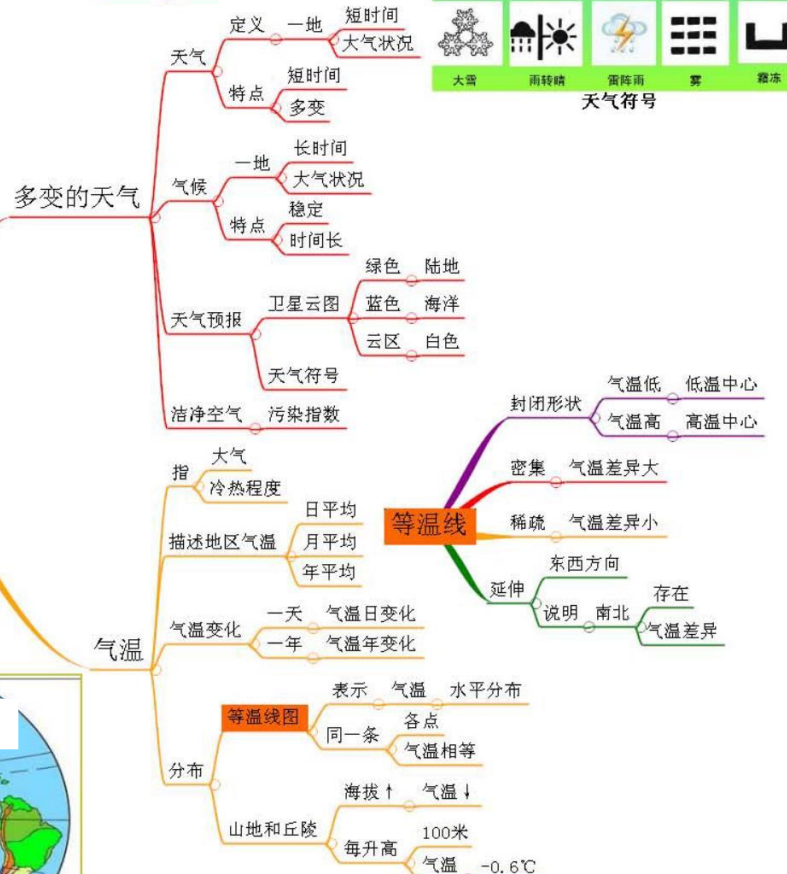 大雪
雨转晴
雷阵雨
雾
霜冻
天气符号
多变的天气
天气
定义
一地
短时间
大气状况
特点
短时间
多变
气候
一地
长时间
大气状况
特点
稳定
时间长
天气预报
卫星云图
绿色 陆地
蓝色 海洋
云区 白色
天气符号
洁净空气 污染指数
等温线
封闭形状
气温低 低温中心
气温高 高温中心
密集 气温差异大
稀疏 气温差异小
延伸
东西方向
说明 南北
存在
气温差异
气温
指
大气
冷热程度
描述地区气温
日平均
月平均
年平均
气温变化
一天 气温日变化
一年 气温年变化
分布
等温线图
表示 气温 水平分布
同一条
各点
气温相等
山地和丘陵
海拔↑ 气温↓
每升高
100米
气温 -0.6℃